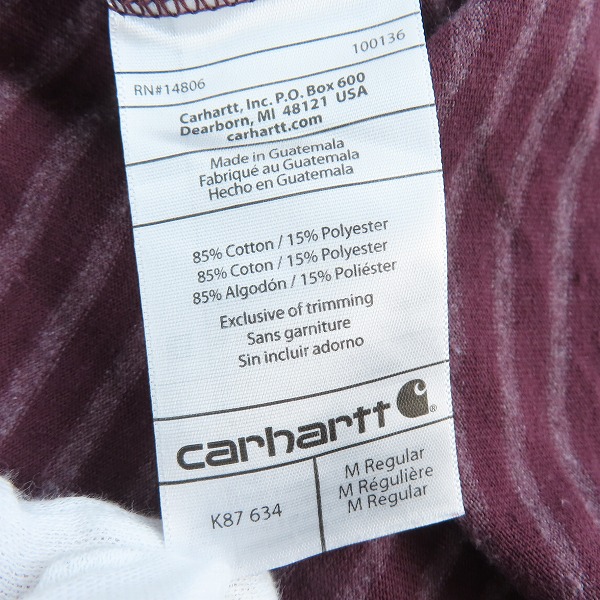 RN#14806 100136
Carhartt, Inc. P.O. Box 600
Dearborn, MI 48121 USA
carhartt.com
Made in Guatemala
Fabriqué au Guatemala
Hecho en Guatemala
85% Cotton / 15% Polyester
85% Coton / 15% Polyester
85% Algodón / 15% Poliéster
Exclusive of trimming
Sans garniture
Sin incluir adorno
carhartt ®
K87 634
M Regular
M Régulière
M Regular